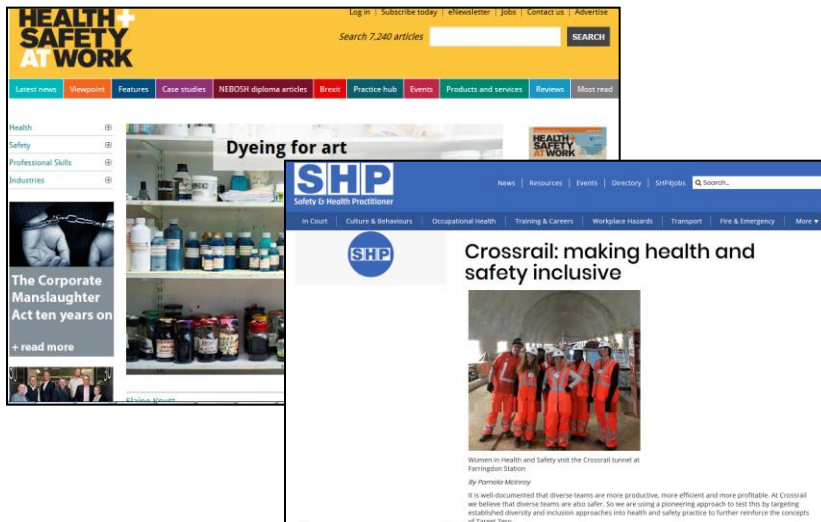 HEALTH+
SAFETY
AT WORK
Log in | Subscribe today | eNewsletter | Jobs | Contact us | Advertise
Search 7,240 articles
SEARCH
Latest news
Viewpoint
Features
Case studies
NEBOSH diploma articles
Brexit
Practice hub
Events
Products and services
Reviews
Most read
Health
Safety
Professional Skills
Industries
Dyeing for art
HEALTH+
SAFETY
AT WORK
The Corporate
Manslaughter
Act ten years on
+ read more
SHP
Safety & Health Practitioner
News | Resources | Events | Directory | SHP4jobs
Search...
In Court | Culture & Behaviours | Occupational Health | Training & Careers | Workplace Hazards | Transport | Fire & Emergency | More
SHP
Crossrail: making health and
safety inclusive
Women in Health and Safety visit the Crossrail tunnel at
Farringdon Station
By Pamela McInroy
It is well-documented that diverse teams are more productive, more efficient and more profitable. At Crossrail
we believe that diverse teams are also safer. So we are using a pioneering approach to test this by targeting
established diversity and inclusion approaches into health and safety practice to further reinforce the concepts
of Target Zero